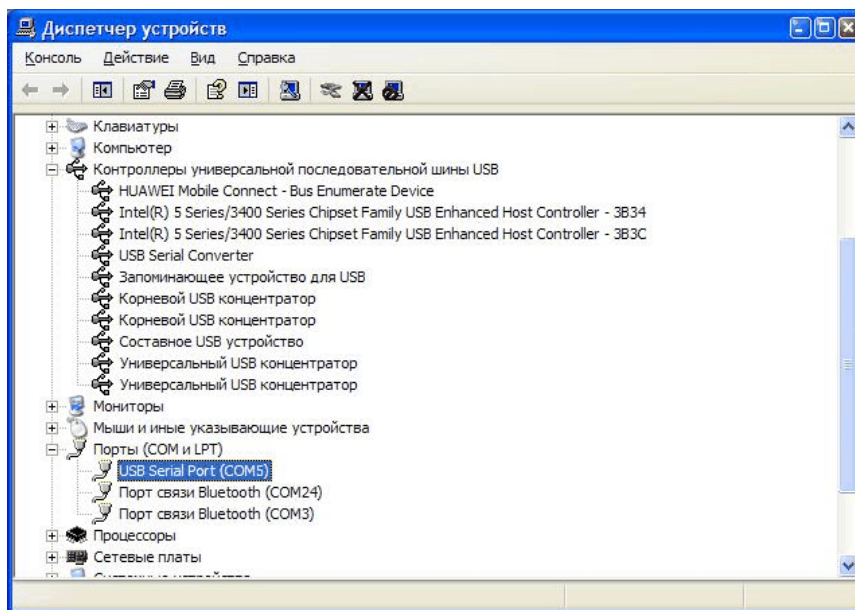 Диспетчер устройств
Консоль Действие Вид Справка
Клавиатуры
Компьютер
Контроллеры универсальной последовательной шины USB
HUAWEI Mobile Connect - Bus Enumerate Device
Intel(R) 5 Series/3400 Series Chipset Family USB Enhanced Host Controller - 3B34
Intel(R) 5 Series/3400 Series Chipset Family USB Enhanced Host Controller - 3B3C
USB Serial Converter
Запоминающее устройство для USB
Корневой USB концентратор
Корневой USB концентратор
Составное USB устройство
Универсальный USB концентратор
Универсальный USB концентратор
Мониторы
Мыши и иные указывающие устройства
Порты (COM и LPT)
USB Serial Port (COM5)
Порт связи Bluetooth (COM24)
Порт связи Bluetooth (COM3)
Процессоры
Сетевые платы